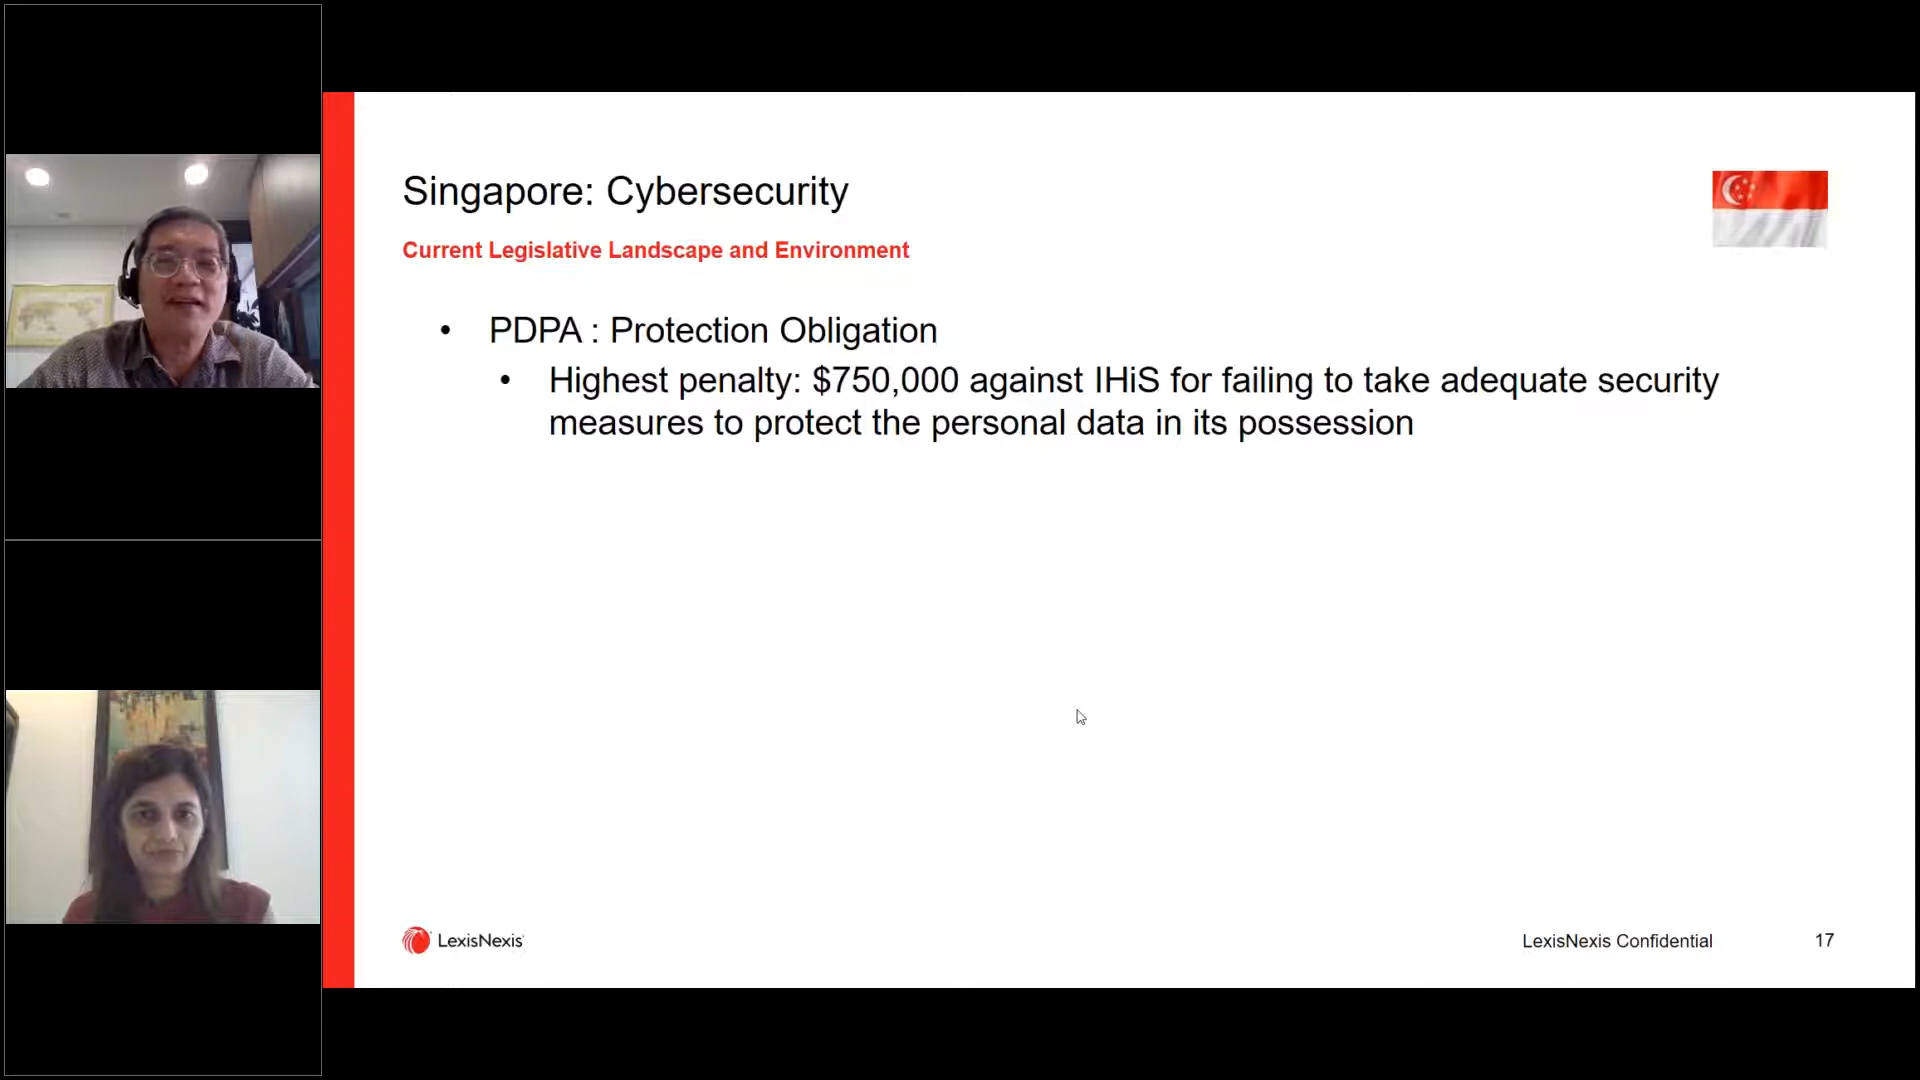 Singapore: Cybersecurity
Current Legislative Landscape and Environment
• PDPA : Protection Obligation
• Highest penalty: $750,000 against IHiS for failing to take adequate security
measures to protect the personal data in its possession
LexisNexis
LexisNexis Confidential
17